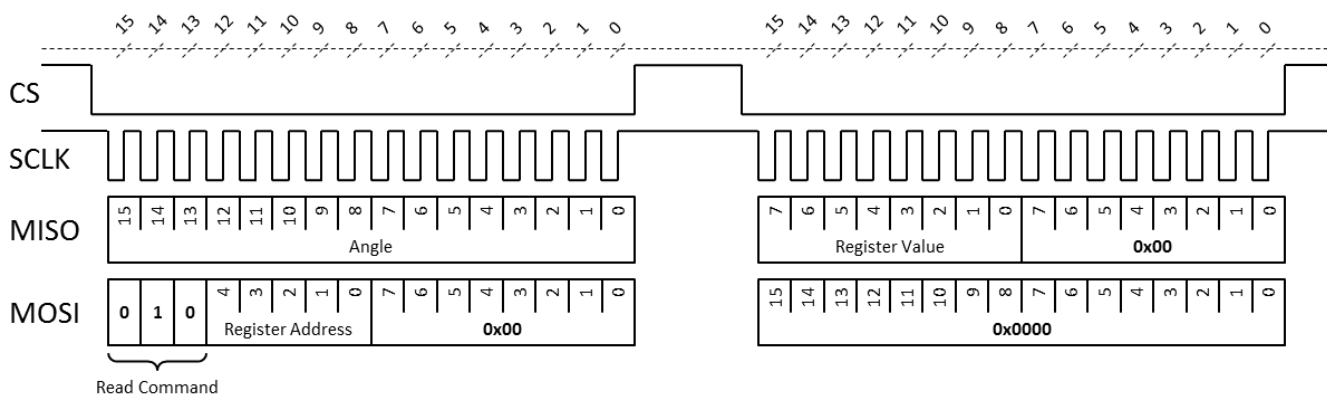 15 14 13 12 11 10 9 8 7 6 5 4 3 2 1 0 15 14 13 12 11 10 9 8 7 6 5 4 3 2 1 0
CS
SCLK
MISO 15 14 13 12 11 10 9 8 7 6 5 4 3 2 1 0 7 6 5 4 3 2 1 0 7 6 5 4 3 2 1 0
Angle Register Value 0x00
MOSI 0 1 0 4 3 2 1 0 7 6 5 4 3 2 1 0 15 14 13 12 11 10 9 8 7 6 5 4 3 2 1 0
Register Address 0x00 0x0000
Read Command